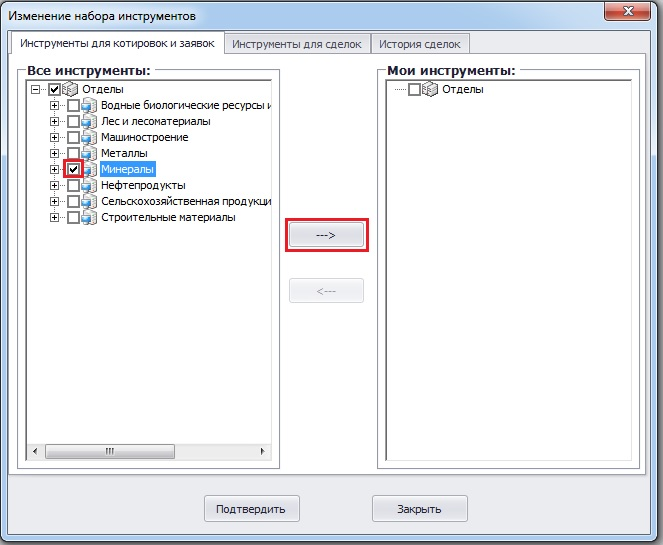 Изменение набора инструментов
Инструменты для котировок и заявок
Инструменты для сделок
История сделок
Все инструменты:
Отделы
Водные биологические ресурсы и
Лес и лесоматериалы
Машиностроение
Металлы
Минералы
Нефтепродукты
Сельскохозяйственная продукци
Строительные материалы
--->
<---
Мои инструменты:
Отделы
Подтвердить
Закрыть